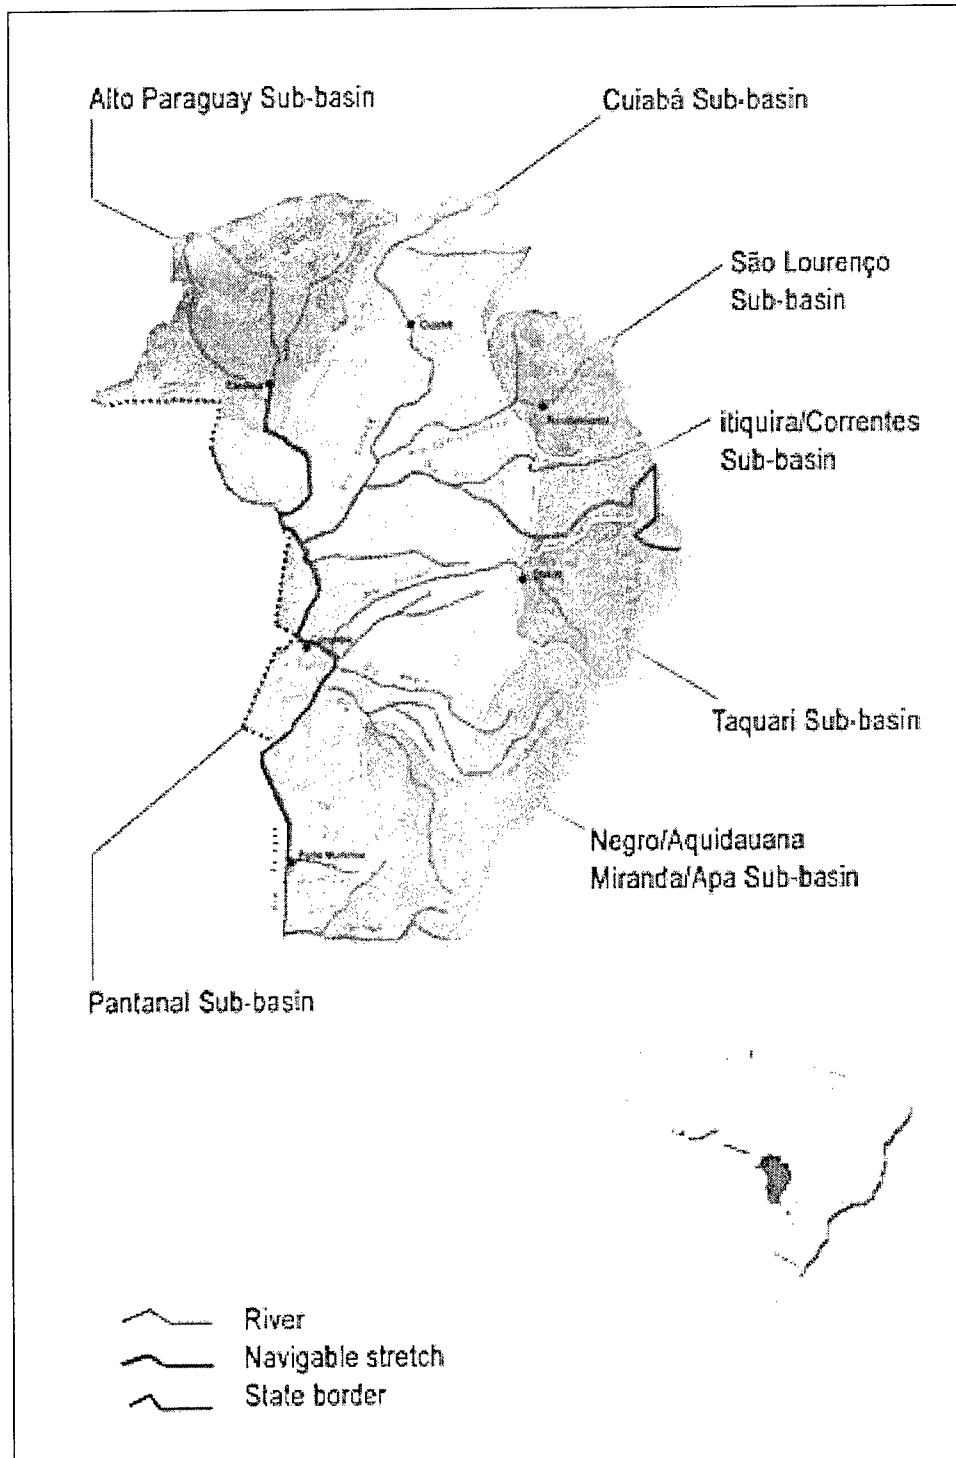 Alto Paraguay Sub-basin
Cuiabá Sub-basin
São Lourenço
Sub-basin
itiquira/Correntes
Sub-basin
Cuiabá
Taquari Sub-basin
Negro/Aquidauana
Miranda/Apa Sub-basin
Pantanal Sub-basin
River
Navigable stretch
State border